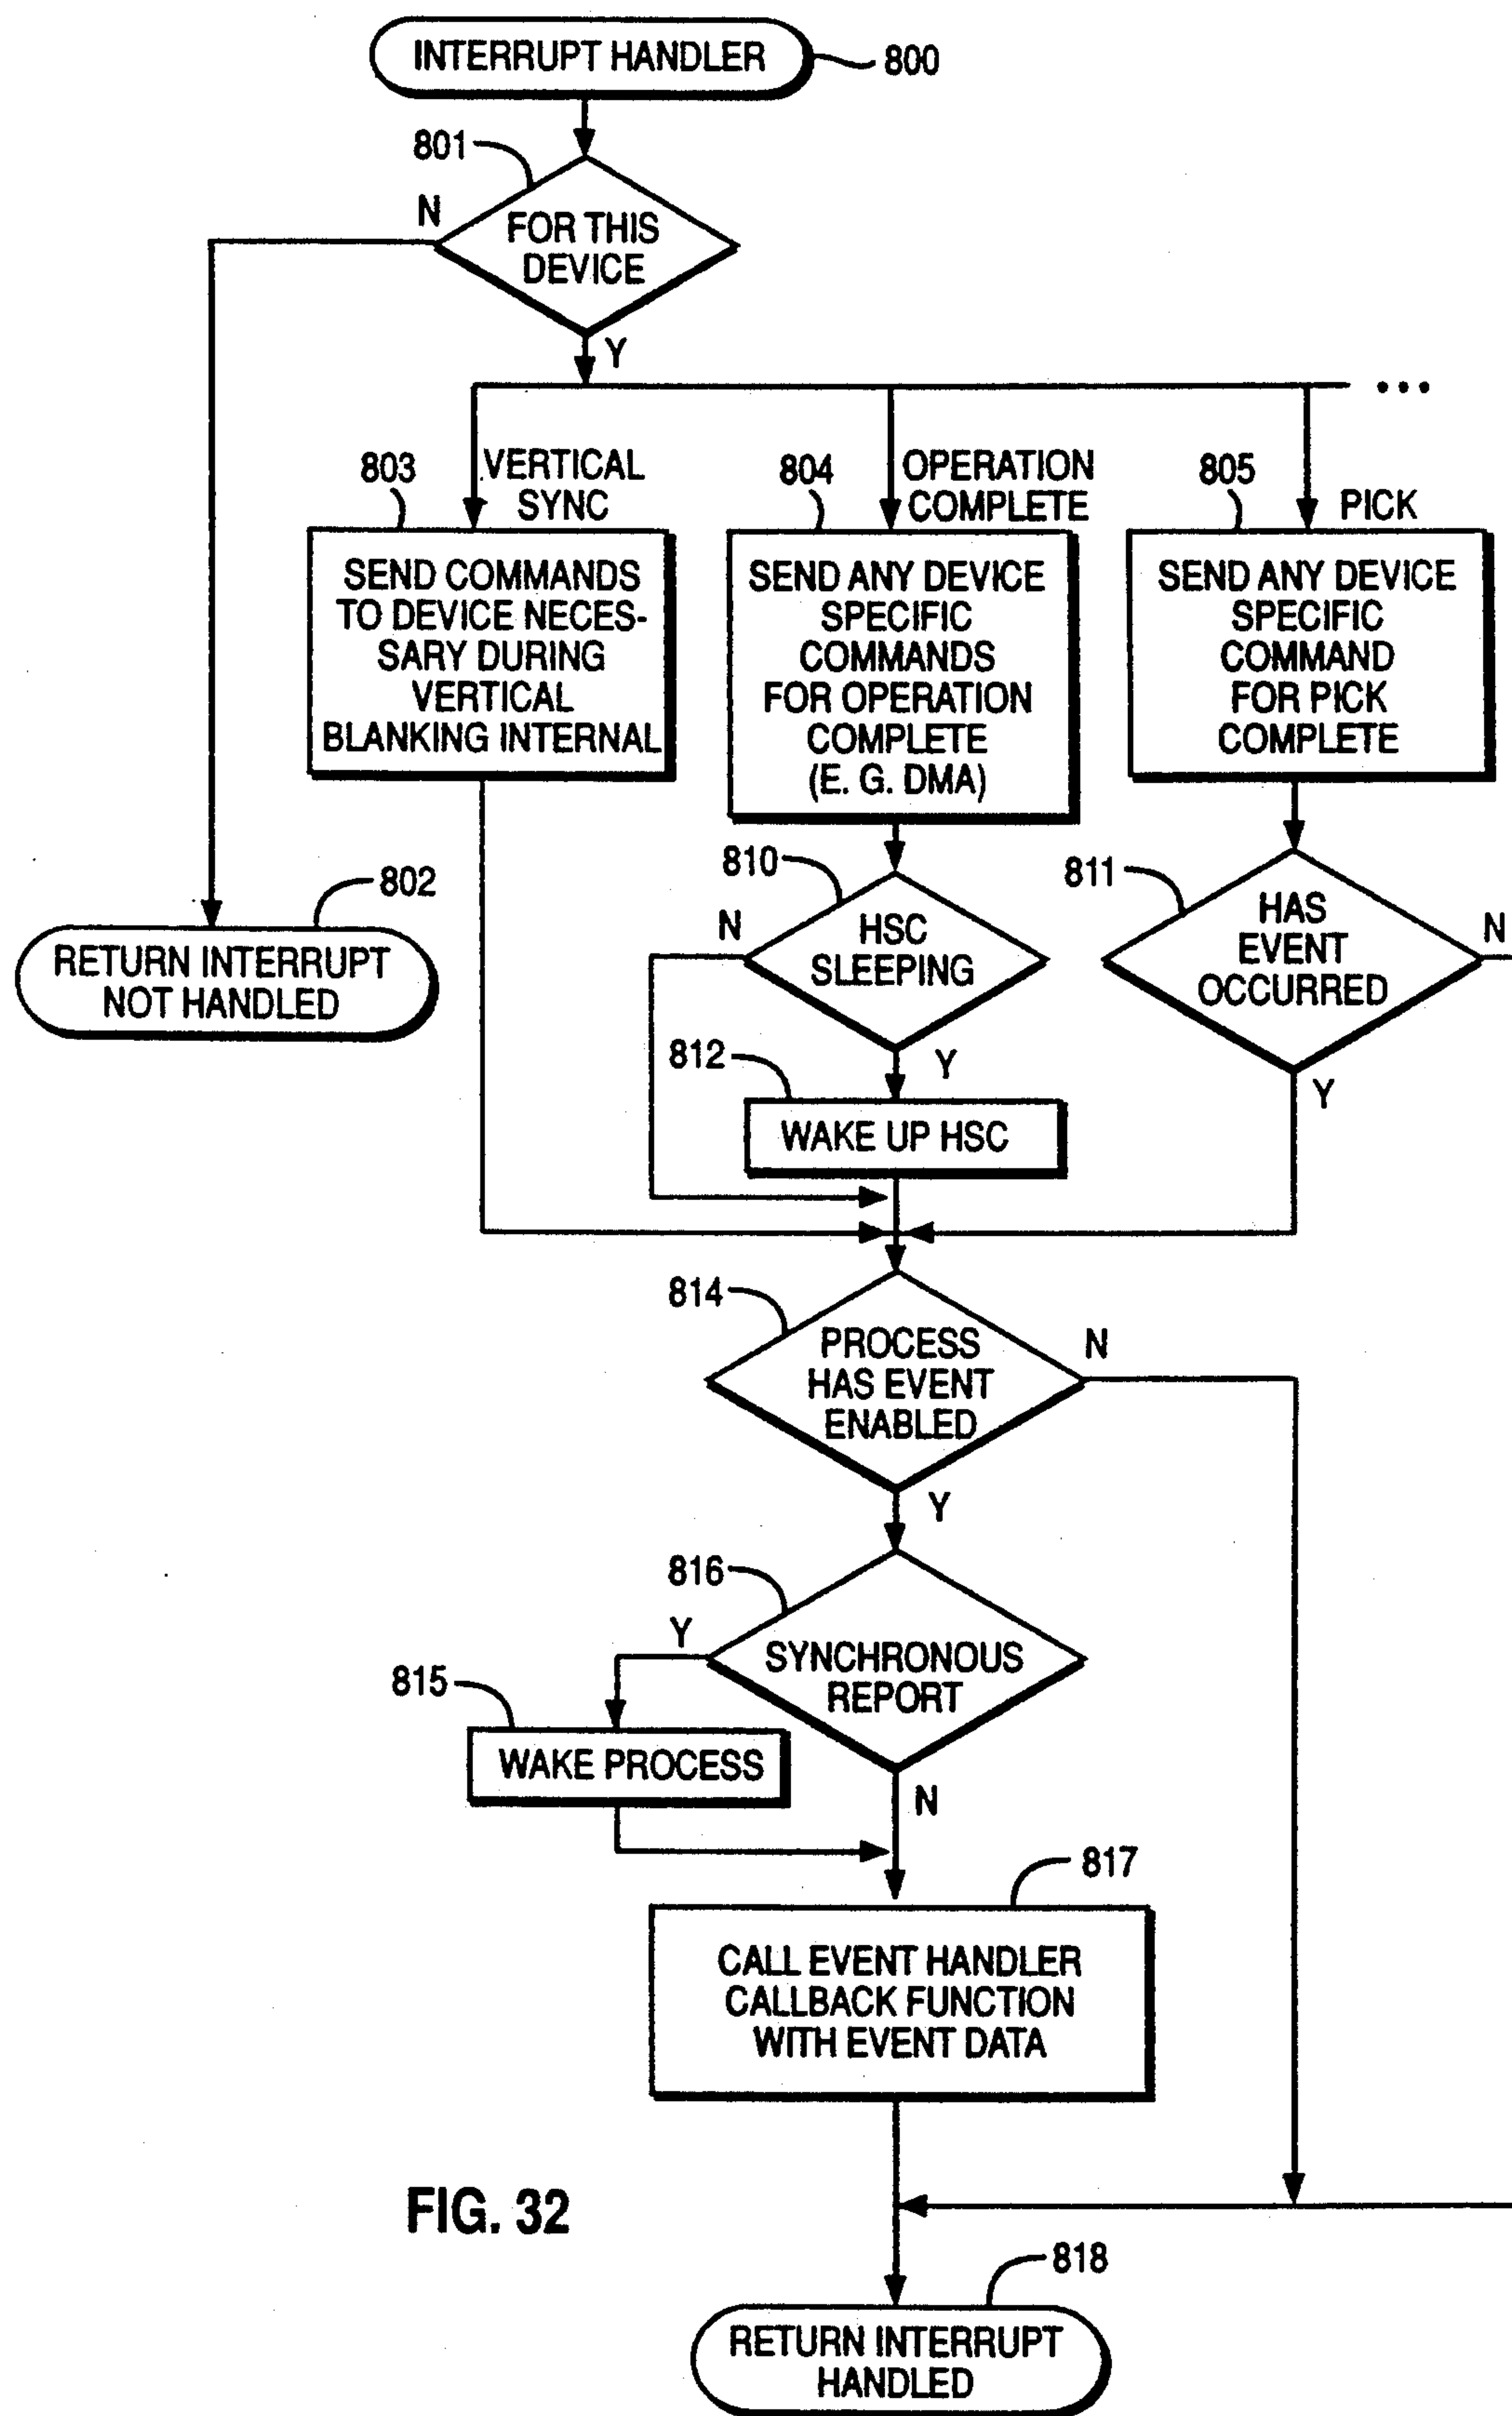 INTERRUPT HANDLER
800
801
N
FOR THIS
DEVICE
Y
...
803
VERTICAL
SYNC
804
OPERATION
COMPLETE
805
PICK
SEND COMMANDS
TO DEVICE NECES-
SARY DURING
VERTICAL
BLANKING INTERNAL
SEND ANY DEVICE
SPECIFIC
COMMANDS
FOR OPERATION
COMPLETE
(E. G. DMA)
SEND ANY DEVICE
SPECIFIC
COMMAND
FOR PICK
COMPLETE
802
RETURN INTERRUPT
NOT HANDLED
810
N
HSC
SLEEPING
Y
811
HAS
EVENT
OCCURRED
N
Y
812
WAKE UP HSC
814
PROCESS
HAS EVENT
ENABLED
N
Y
816
Y
SYNCHRONOUS
REPORT
N
815
WAKE PROCESS
817
CALL EVENT HANDLER
CALLBACK FUNCTION
WITH EVENT DATA
FIG. 32
818
RETURN INTERRUPT
HANDLED